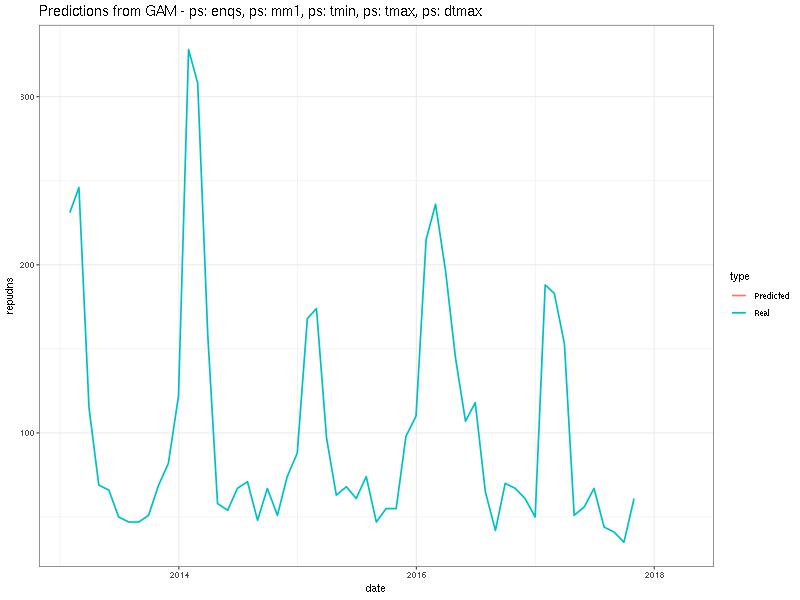 Predictions from GAM - ps: enqs, ps: mm1, ps: tmin, ps: tmax, ps: dtmax
300
200
100
repudns
2014
2016
2018
date
type
Predicted
Real